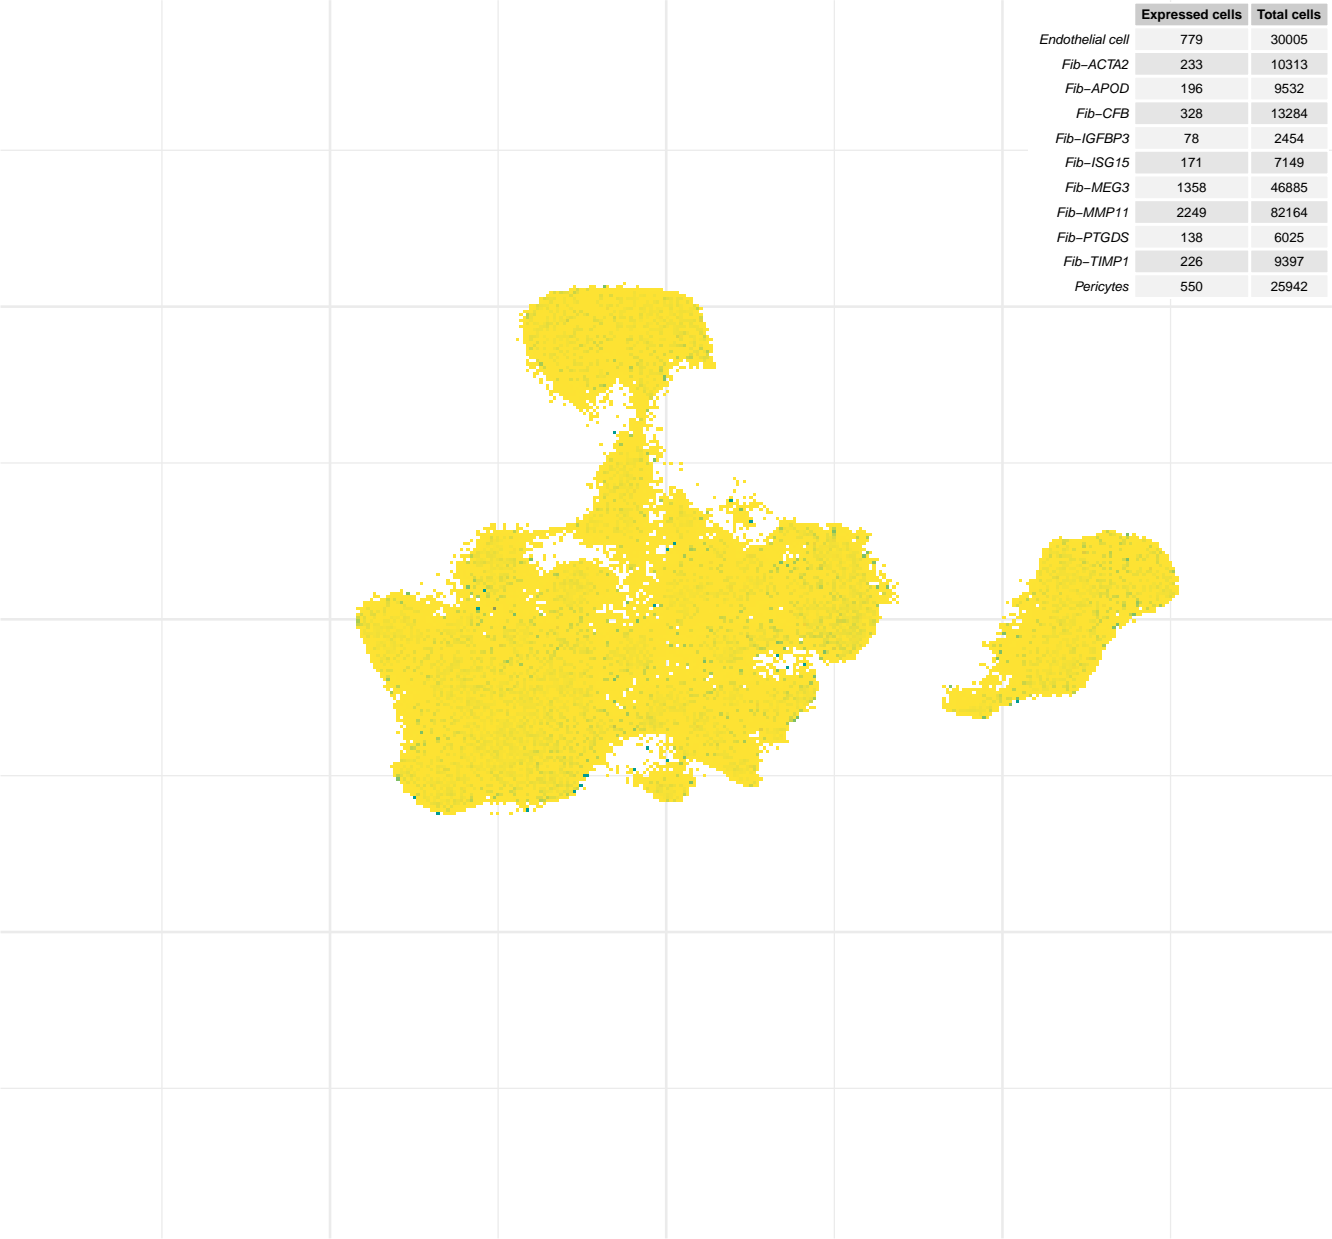 Expressed cells Total cells
Endothelial cell 779 30005
Fib−ACTA2 233 10313
Fib−APOD 196 9532
Fib−CFB 328 13284
Fib−IGFBP3 78 2454
Fib−ISG15 171 7149
Fib−MEG3 1358 46885
Fib−MMP11 2249 82164
Fib−PTGDS 138 6025
Fib−TIMP1 226 9397
Pericytes 550 25942